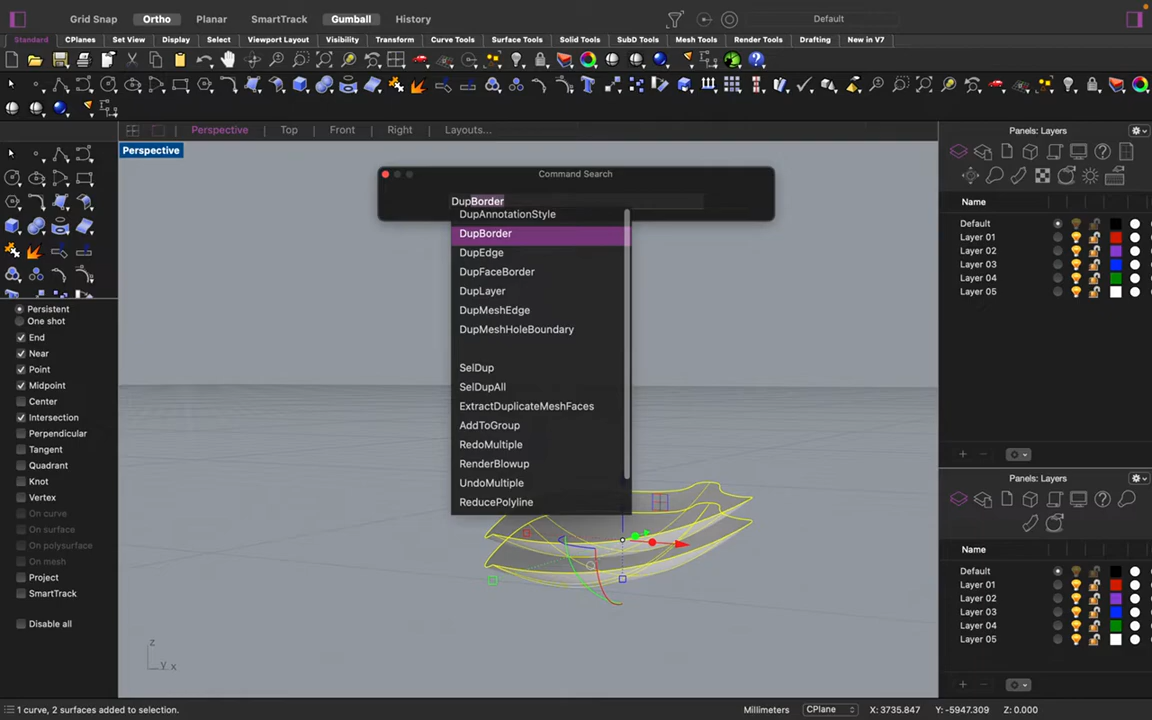 Grid Snap Ortho Planar SmartTrack Gumball History Default
Standard CPlanes Set View Display Select Viewport Layout Visibility Transform Curve Tools Surface Tools Solid Tools SubD Tools Mesh Tools Render Tools Drafting New in V7
Perspective Top Front Right Layouts...
Perspective
Command Search
DupBorder
DupAnnotationStyle
DupBorder
DupEdge
DupFaceBorder
DupLayer
DupMeshEdge
DupMeshHoleBoundary
SelDup
SelDupAll
ExtractDuplicateMeshFaces
AddToGroup
RedoMultiple
RenderBlowup
UndoMultiple
ReducePolyline
Persistent
One shot
End
Near
Point
Midpoint
Center
Intersection
Perpendicular
Tangent
Quadrant
Knot
Vertex
On curve
On surface
On polysurface
On mesh
Project
SmartTrack
Disable all
z
y x
Panels: Layers
Name
Default
Layer 01
Layer 02
Layer 03
Layer 04
Layer 05
Panels: Layers
Name
Default
Layer 01
Layer 02
Layer 03
Layer 04
Layer 05
1 curve, 2 surfaces added to selection. Millimeters CPlane X: 3735.847 Y: -5947.309 Z: 0.000